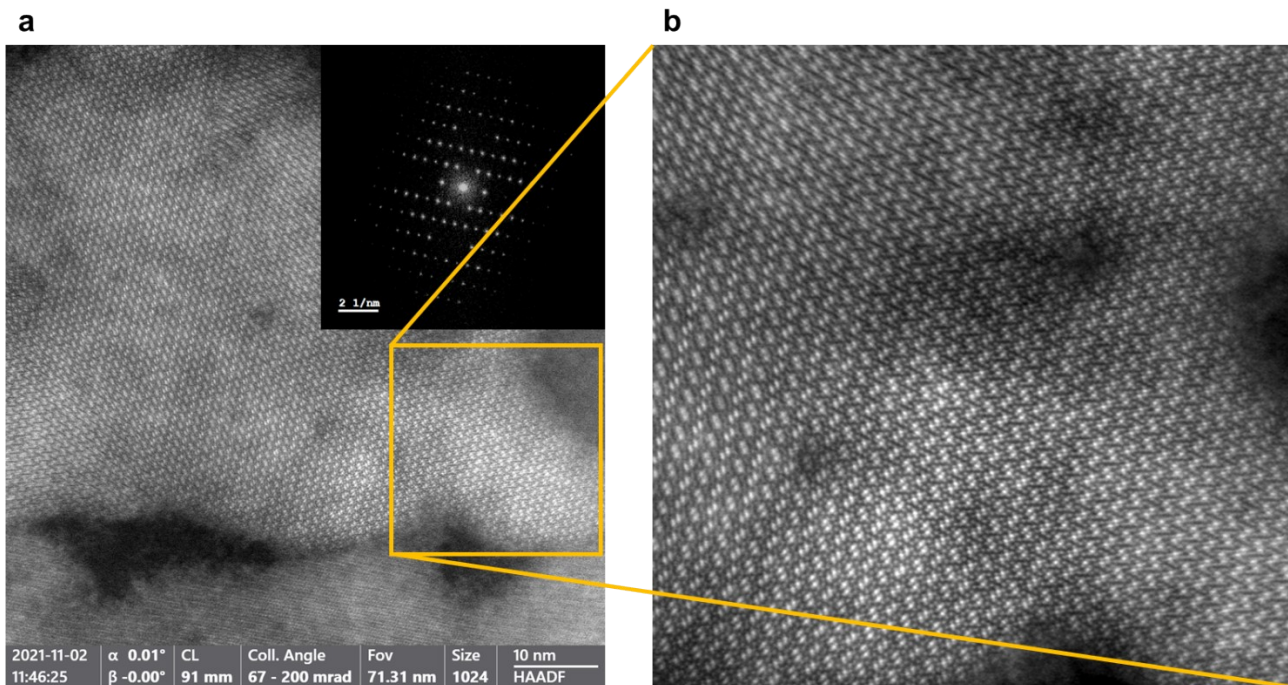 a
b
2 1/nm
2021-11-02 α 0.01° CL Coll. Angle Fov Size 10 nm
11:46:25 β -0.00° 91 mm 67 - 200 mrad 71.31 nm 1024 HAADF